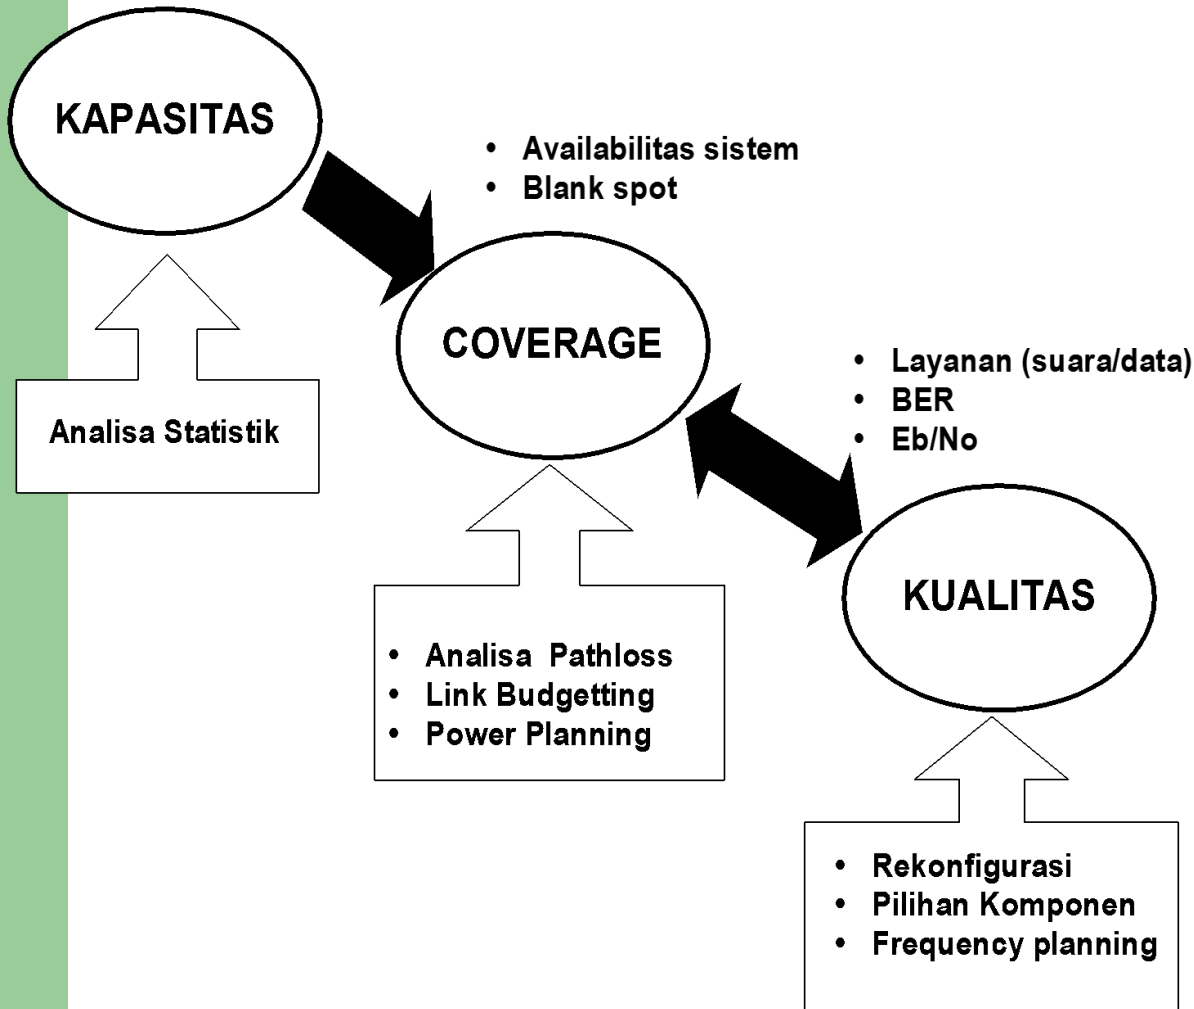 KAPASITAS
• Availabilitas sistem
• Blank spot
Analisa Statistik
COVERAGE
• Layanan (suara/data)
• BER
• Eb/No
• Analisa Pathloss
• Link Budgetting
• Power Planning
KUALITAS
• Rekonfigurasi
• Pilihan Komponen
• Frequency planning